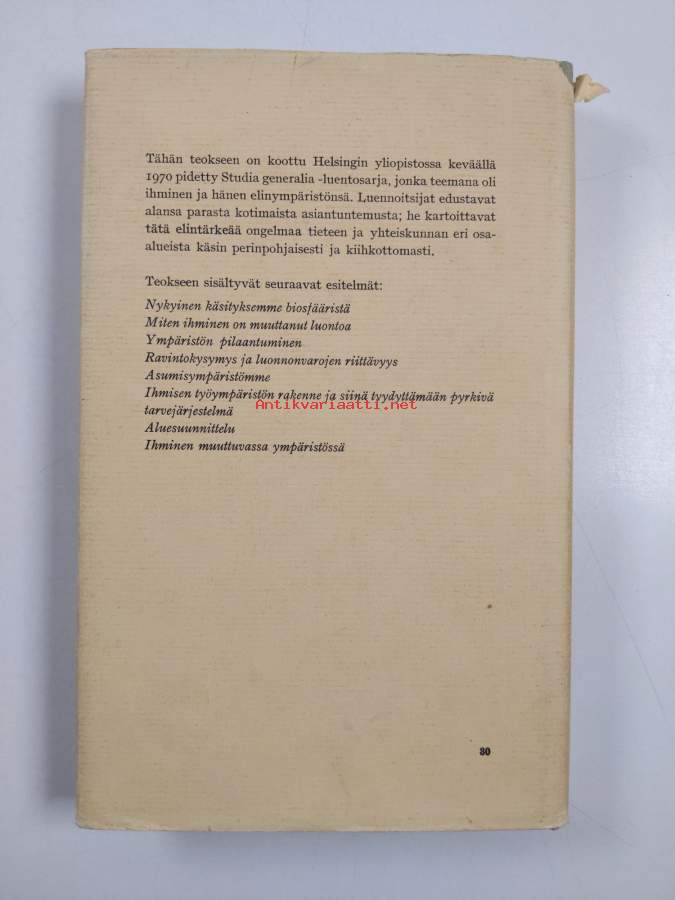 Tähän teokseen on koottu Helsingin yliopistossa keväällä
1970 pidetty Studia generalia -luentosarja, jonka teemana oli
ihminen ja hänen elinympäristönsä. Luennoitsijat edustavat
alansa parasta kotimaista asiantuntemusta; he kartoittavat
tätä elintärkeää ongelmaa tieteen ja yhteiskunnan eri osa-
alueista käsin perinpohjaisesti ja kiihkottomasti.
Teokseen sisältyvät seuraavat esitelmät:
Nykyinen käsityksemme biosfääristä
Miten ihminen on muuttanut luontoa
Ympäristön pilaantuminen
Ravintokysymys ja luonnonvarojen riittävyys
Asumisympäristömme
Ihmisen työympäristön rakenne ja siinä tyydyttämään pyrkivä
tarvejärjestelmä
Antikvariaatti.net
Aluesuunnittelu
Ihminen muuttuvassa ympäristössä
30